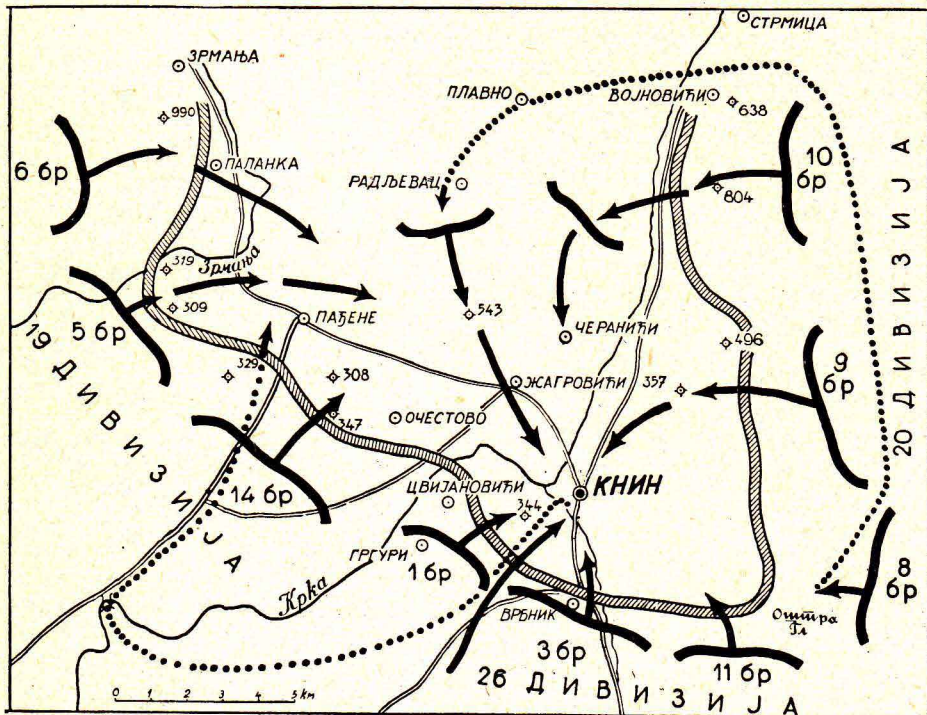 СТРМИЦА
ЗРМАЊА
ПЛАВНО
ВОЈНОВИЋИ
638
990
6 бр
ПАЛАНКА
РАДЉЕВАЦ
10 бр
804
20 ДИВИЗИЈА
319
Зрмања
309
5 бр
ПАЂЕНЕ
543
ЧЕРАНИЋИ
496
19 ДИВИЗИЈА
329
308
ЖАГРОВИЋИ
357
9 бр
347
ОЧЕСТОВО
14 бр
ЦВИЈАНОВИЋИ
344
КНИН
ГРГУРИ
1 бр
8 бр
Крка
ВРБНИК
Оштра Гл
3 бр
11 бр
26 ДИВИЗИЈА
0 1 2 3 4 5 km